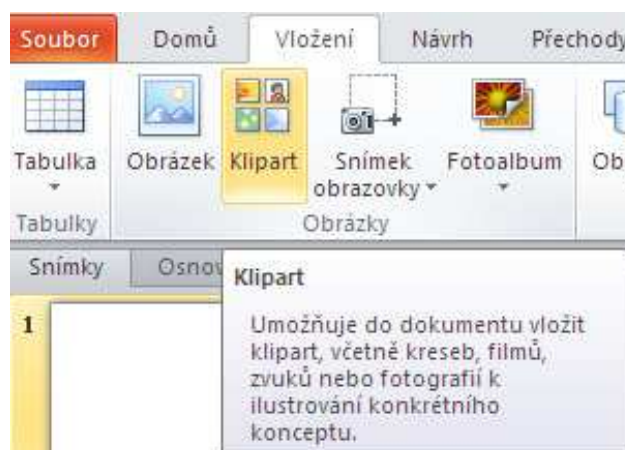 Soubor Domů Vložení Návrh Přechody
Tabulka Obrázek Klipart Snímek obrazovky Fotoalbum
Tabulky Obrázky
Snímky
Klipart
1
Umožňuje do dokumentu vložit
klipart, včetně kreseb, filmů,
zvuků nebo fotografií k
ilustrování konkrétního
konceptu.